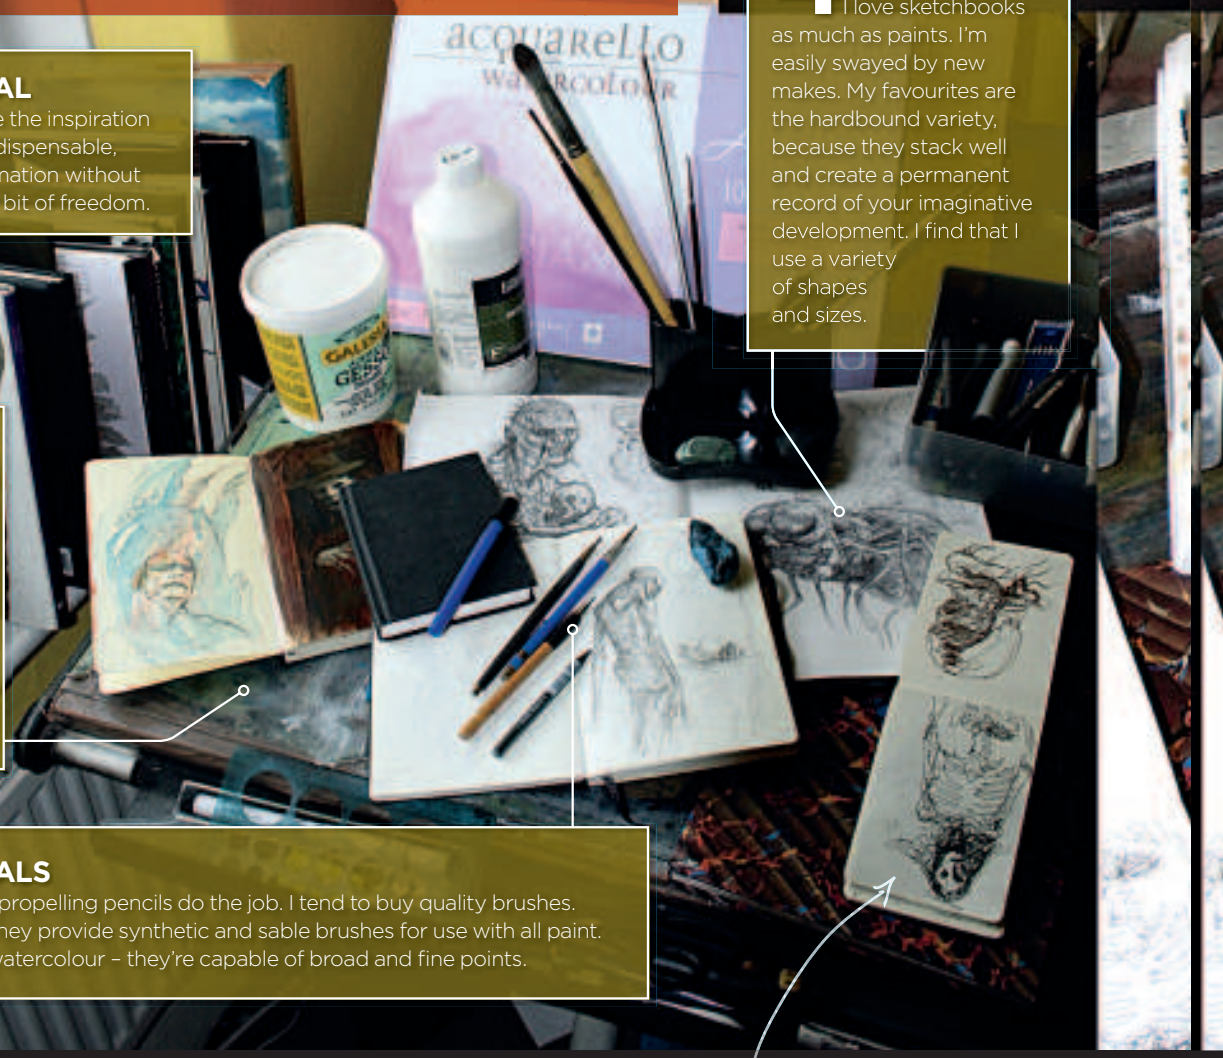 I love sketchbooks
as much as paints. I'm
easily swayed by new
makes. My favourites are
the hardbound variety,
because they stack well
and create a permanent
record of your imaginative
development. I find that I
use a variety
of shapes
and sizes.
acquarello
watercolour
AL
e the inspiration
dispensable,
mation without
bit of freedom.
GALERIA
GESSO
ALS
propelling pencils do the job. I tend to buy quality brushes.
hey provide synthetic and sable brushes for use with all paint.
watercolour – they're capable of broad and fine points.